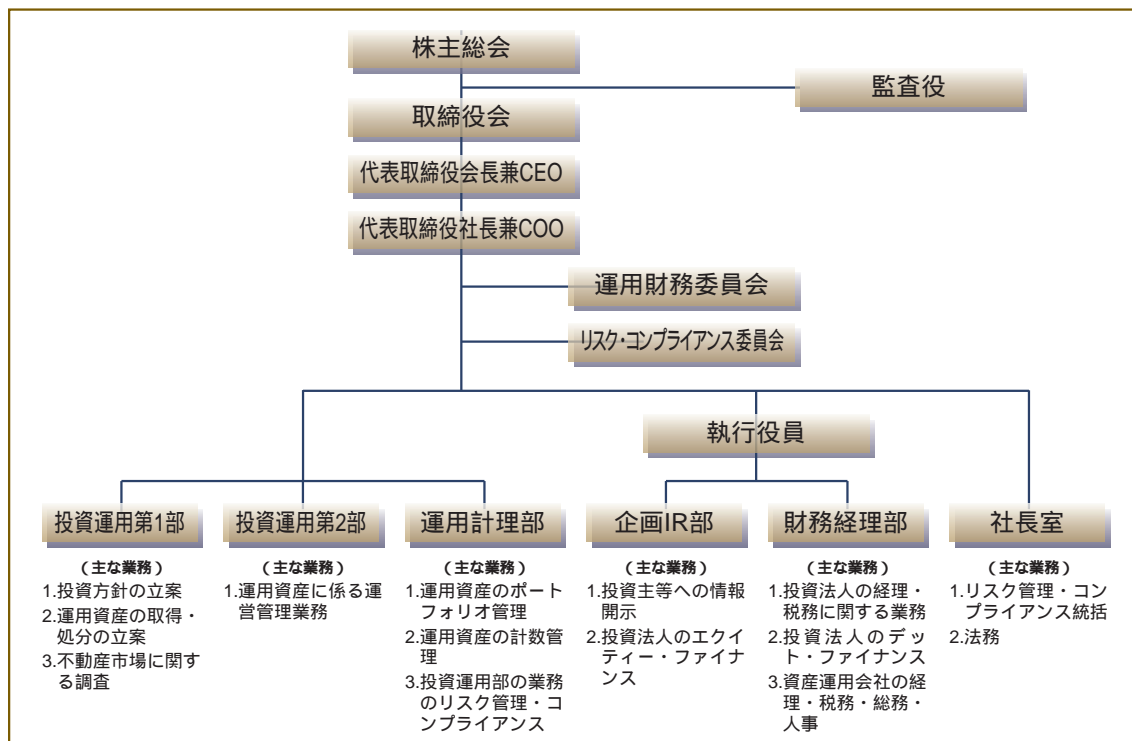 株主総会
監査役
取締役会
代表取締役会長兼CEO
代表取締役社長兼COO
運用財務委員会
リスク・コンプライアンス委員会
執行役員
投資運用第1部
投資運用第2部
運用計理部
企画IR部
財務経理部
社長室
(主な業務)
1.投資方針の立案
2.運用資産の取得・
処分の立案
3.不動産市場に関す
る調査
(主な業務)
1.運用資産に係る運
営管理業務
(主な業務)
1.運用資産のポート
フォリオ管理
2.運用資産の計数管
理
3.投資運用部の業務
のリスク管理・コ
ンプライアンス
(主な業務)
1.投資主等への情報
開示
2.投資法人のエクイ
ティー・ファイナ
ンス
(主な業務)
1.投資法人の経理・
税務に関する業務
2.投資法人のデッ
ト・ファイナンス
3.資産運用会社の経
理・税務・総務・
人事
(主な業務)
1.リスク管理・コン
プライアンス統括
2.法務